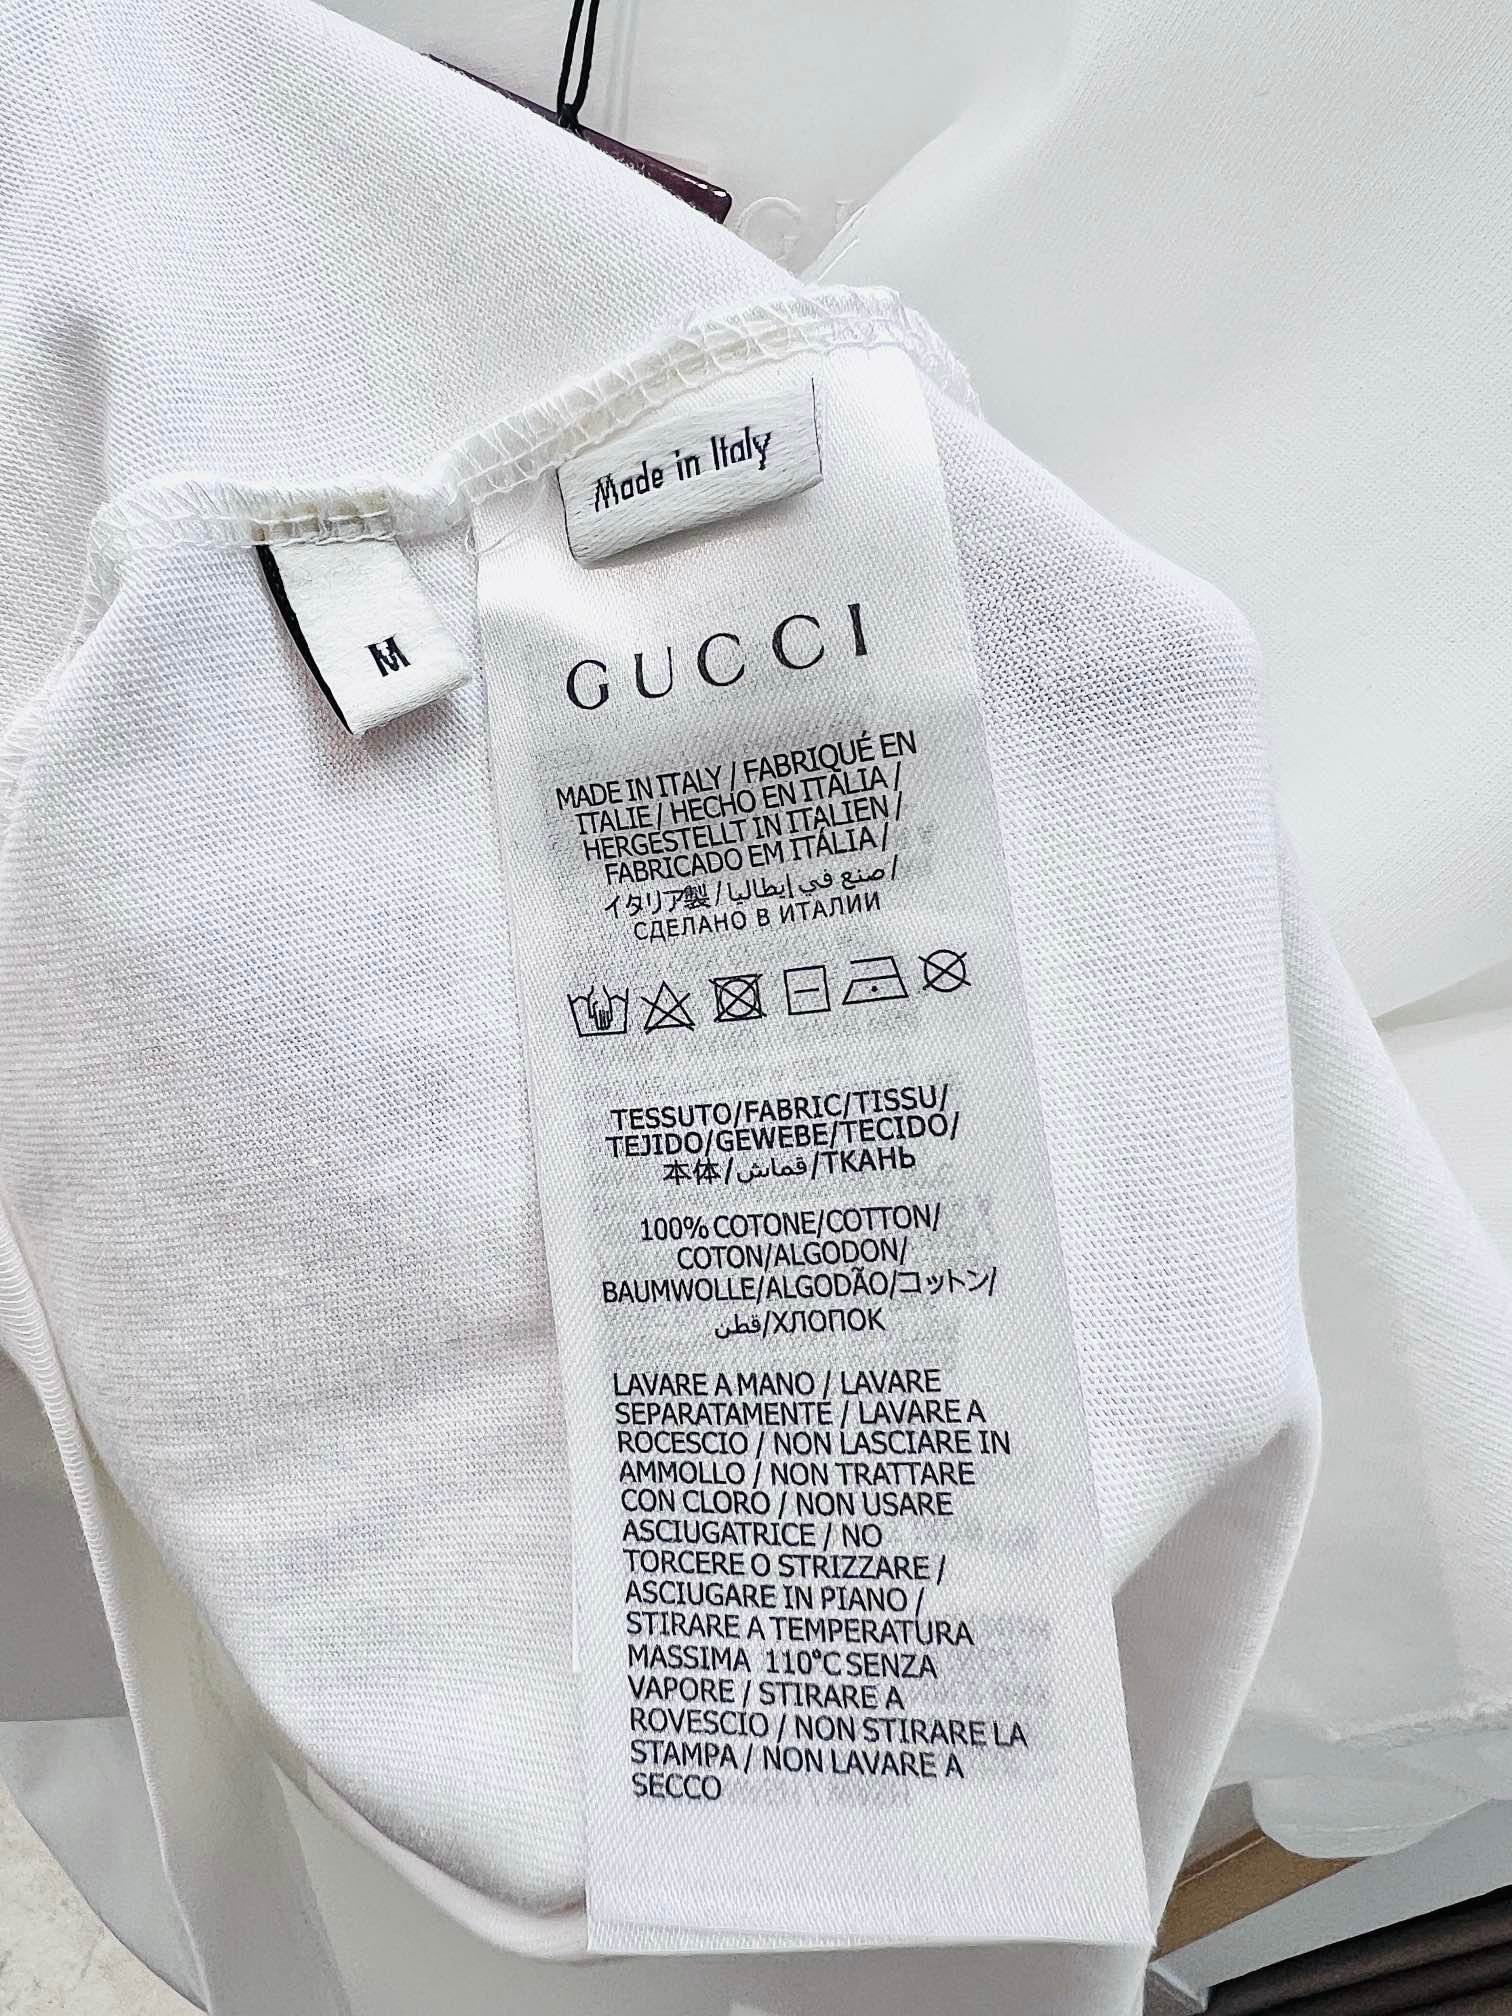 Made in Italy
M
GUCCI
MADE IN ITALY / FABRIQUÉ EN
ITALIE / HECHO EN ITALIA /
HERGESTELLT IN ITALIEN /
FABRICADO EM ITÁLIA /
イタリア製 / صنع في إيطاليا /
СДЕЛАНО В ИТАЛИИ
TESSUTO/FABRIC/TISSU/
TEJIDO/GEWEBE/TECIDO/
本体/قماش/ТКАНЬ
100% COTONE/COTTON/
COTON/ALGODON/
BAUMWOLLE/ALGODÃO/コットン/
قطن/ХЛОПОК
LAVARE A MANO / LAVARE
SEPARATAMENTE / LAVARE A
ROCESCIO / NON LASCIARE IN
AMMOLLO / NON TRATTARE
CON CLORO / NON USARE
ASCIUGATRICE / NO
TORCERE O STRIZZARE /
ASCIUGARE IN PIANO /
STIRARE A TEMPERATURA
MASSIMA 110°C SENZA
VAPORE / STIRARE A
ROVESCIO / NON STIRARE LA
STAMPA / NON LAVARE A
SECCO